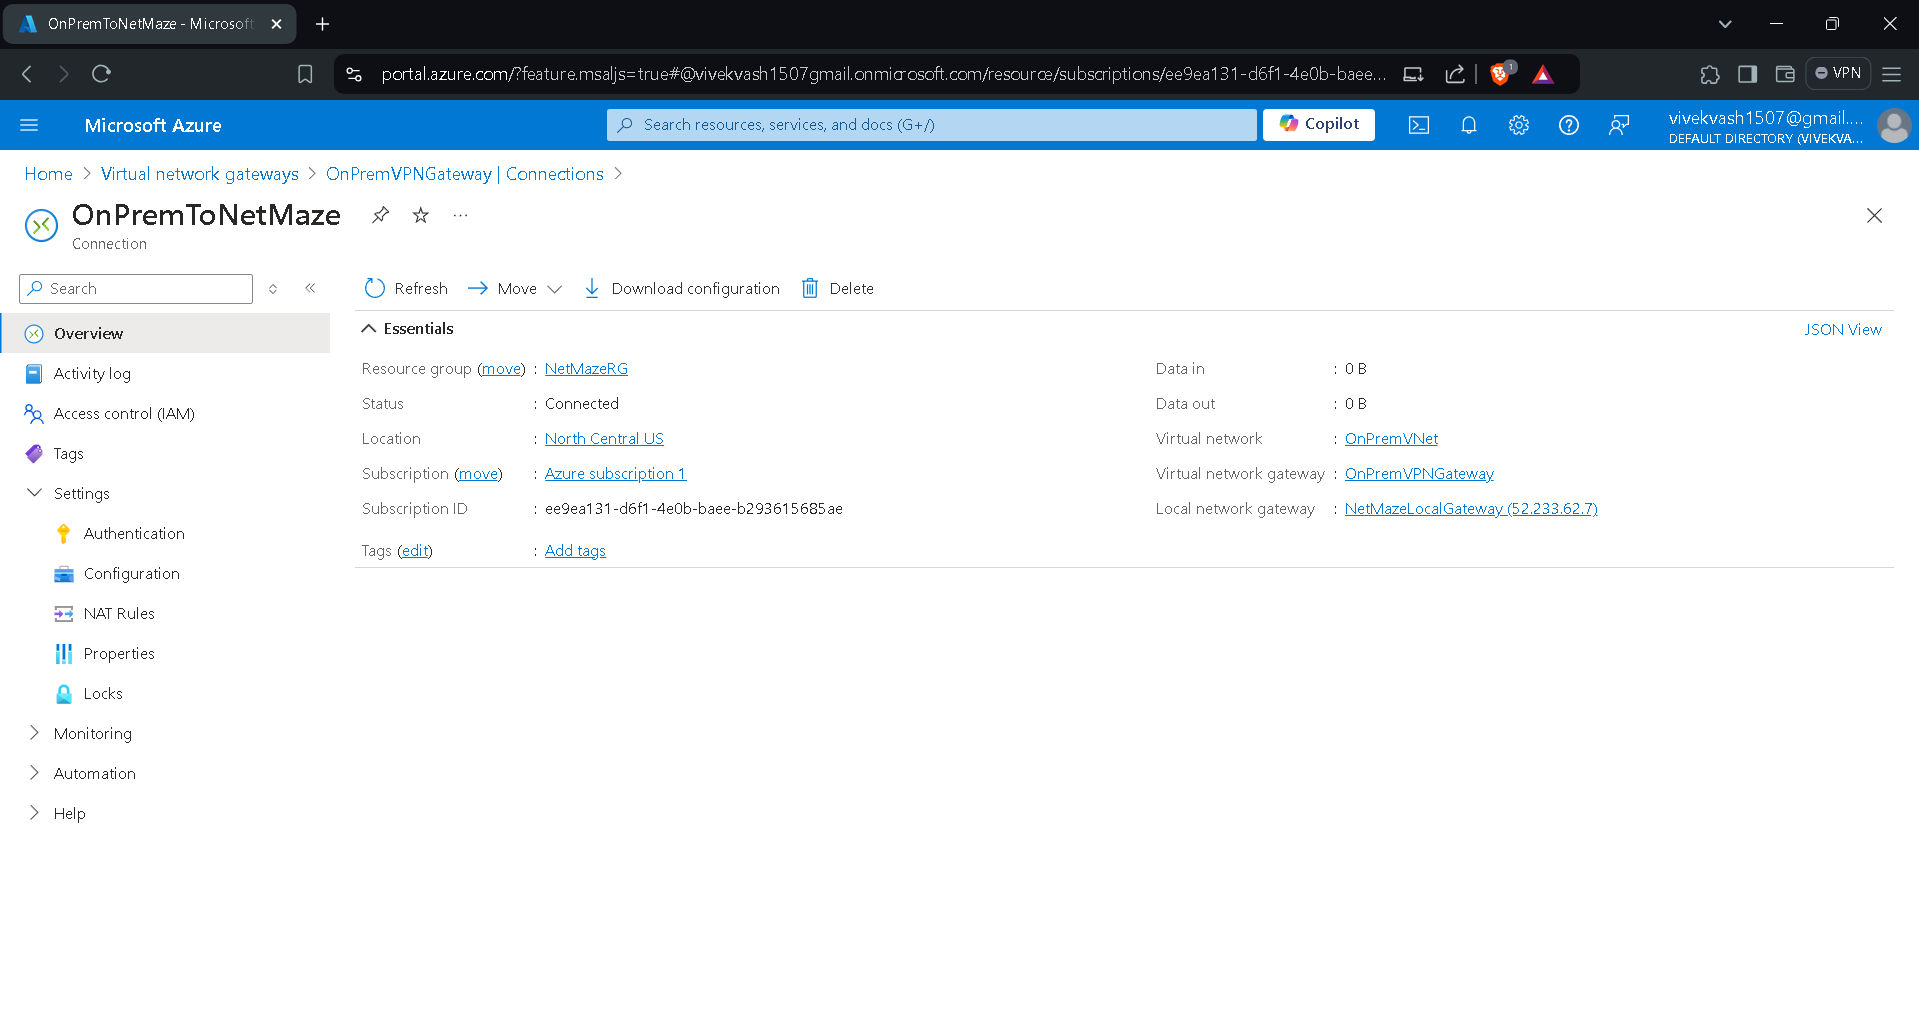 OnPremToNetMaze - Microsoft
portal.azure.com/?feature.msaljs=true#@vivekvash1507gmail.onmicrosoft.com/resource/subscriptions/ee9ea131-d6f1-4e0b-baee...
1
VPN
Microsoft Azure
Search resources, services, and docs (G+/)
Copilot
vivekvash1507@gmail....
DEFAULT DIRECTORY (VIVEKVA...
Home > Virtual network gateways > OnPremVPNGateway | Connections >
OnPremToNetMaze
Connection
Search
Overview
Activity log
Access control (IAM)
Tags
Settings
Authentication
Configuration
NAT Rules
Properties
Locks
Monitoring
Automation
Help
Refresh
Move
Download configuration
Delete
Essentials
JSON View
Resource group (move) : NetMazeRG
Status : Connected
Location : North Central US
Subscription (move) : Azure subscription 1
Subscription ID : ee9ea131-d6f1-4e0b-baee-b293615685ae
Tags (edit) : Add tags
Data in : 0 B
Data out : 0 B
Virtual network : OnPremVNet
Virtual network gateway : OnPremVPNGateway
Local network gateway : NetMazeLocalGateway (52.233.62.7)